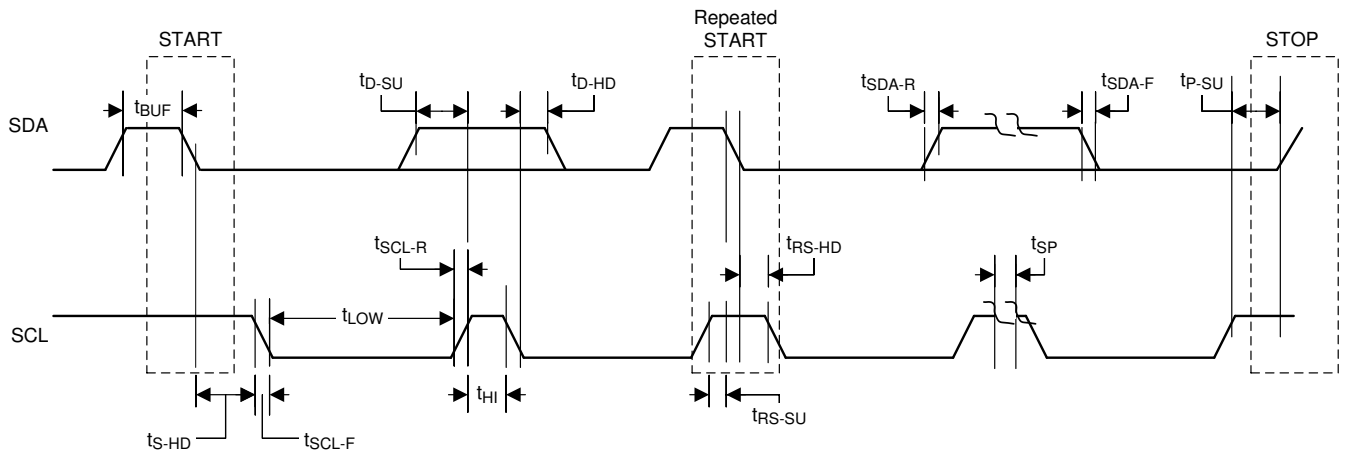 Repeated
START
START
STOP
tD-SU
tD-HD
tSDA-R
tSDA-F
tP-SU
tBUF
SDA
tSCL-R
tRS-HD
tSP
tLOW
SCL
tHI
tRS-SU
tS-HD
tSCL-F